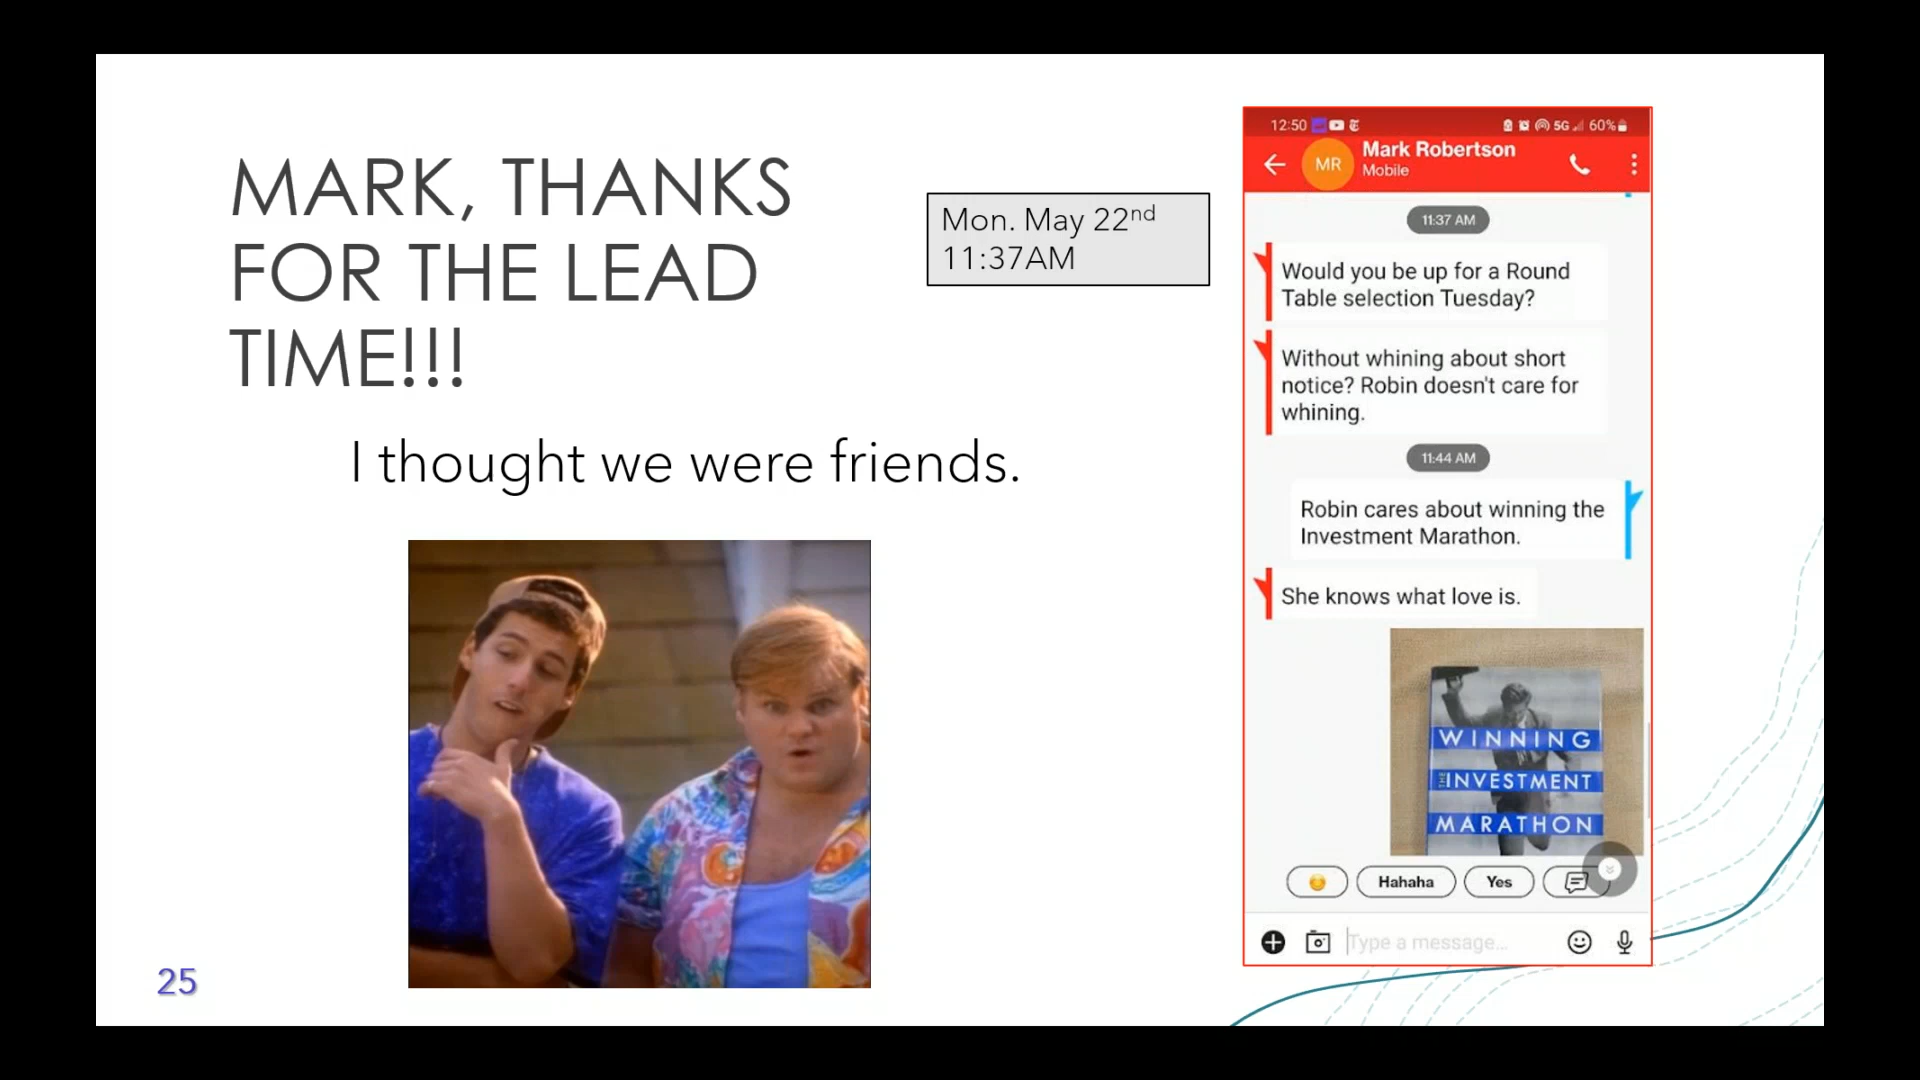 MARK, THANKS
FOR THE LEAD
TIME!!!
I thought we were friends.
Mon. May 22nd
11:37AM
12:50
5G 60%
MR
Mark Robertson
Mobile
11:37 AM
Would you be up for a Round
Table selection Tuesday?
Without whining about short
notice? Robin doesn't care for
whining.
11:44 AM
Robin cares about winning the
Investment Marathon.
She knows what love is.
WINNING
THE INVESTMENT
MARATHON
Hahaha
Yes
Type a message...
25